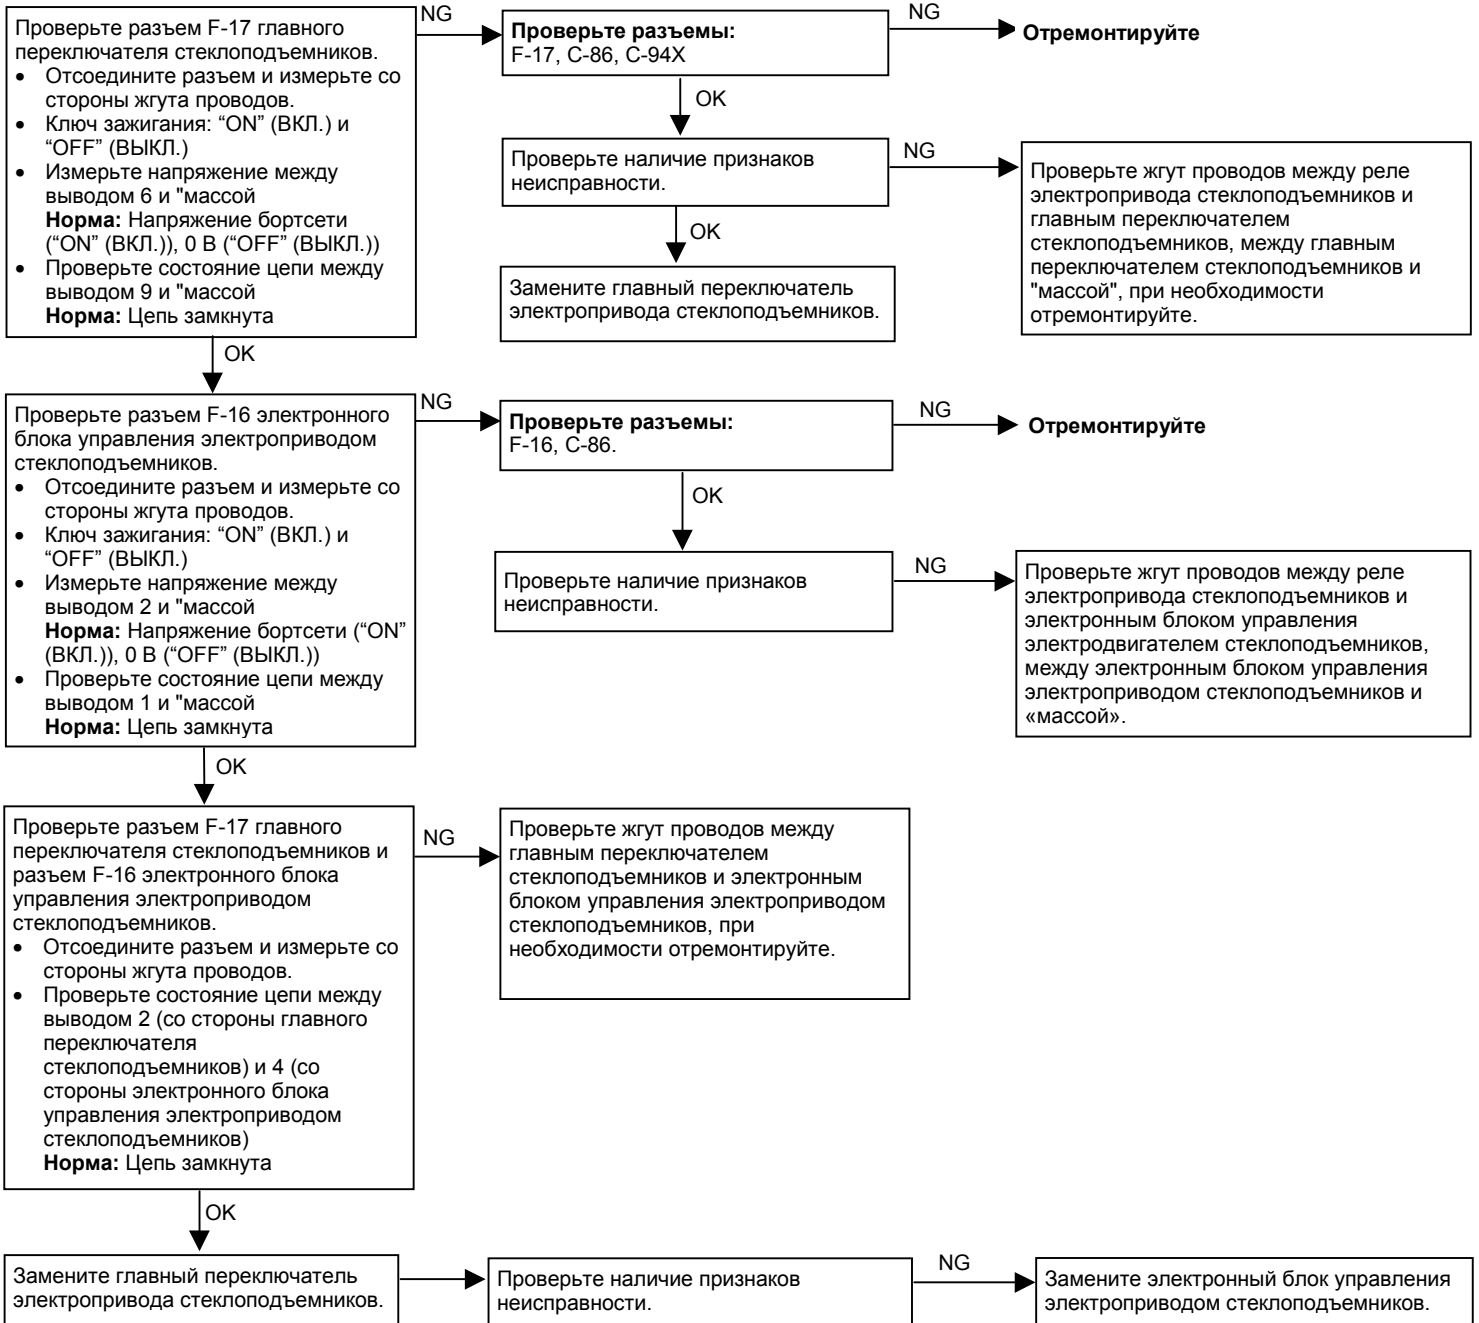 Проверьте разъем F-17 главного
переключателя стеклоподъемников.
• Отсоедините разъем и измерьте со
стороны жгута проводов.
• Ключ зажигания: “ON” (ВКЛ.) и
“OFF” (ВЫКЛ.)
• Измерьте напряжение между
выводом 6 и "массой
Норма: Напряжение бортсети
(“ON” (ВКЛ.)), 0 В (“OFF” (ВЫКЛ.))
• Проверьте состояние цепи между
выводом 9 и "массой
Норма: Цепь замкнута
NG
Проверьте разъемы:
F-17, C-86, C-94X
NG
Отремонтируйте
OK
Проверьте наличие признаков
неисправности.
NG
Проверьте жгут проводов между реле
электропривода стеклоподъемников и
главным переключателем
стеклоподъемников, между главным
переключателем стеклоподъемников и
"массой", при необходимости
отремонтируйте.
OK
Замените главный переключатель
электропривода стеклоподъемников.
OK
Проверьте разъем F-16 электронного
блока управления электроприводом
стеклоподъемников.
• Отсоедините разъем и измерьте со
стороны жгута проводов.
• Ключ зажигания: “ON” (ВКЛ.) и
“OFF” (ВЫКЛ.)
• Измерьте напряжение между
выводом 2 и "массой
Норма: Напряжение бортсети (“ON”
(ВКЛ.)), 0 В (“OFF” (ВЫКЛ.))
• Проверьте состояние цепи между
выводом 1 и "массой
Норма: Цепь замкнута
NG
Проверьте разъемы:
F-16, C-86.
NG
Отремонтируйте
OK
Проверьте наличие признаков
неисправности.
NG
Проверьте жгут проводов между реле
электропривода стеклоподъемников и
электронным блоком управления
электродвигателем стеклоподъемников,
между электронным блоком управления
электроприводом стеклоподъемников и
«массой».
OK
Проверьте разъем F-17 главного
переключателя стеклоподъемников и
разъем F-16 электронного блока
управления электроприводом
стеклоподъемников.
• Отсоедините разъем и измерьте со
стороны жгута проводов.
• Проверьте состояние цепи между
выводом 2 (со стороны главного
переключателя
стеклоподъемников) и 4 (со
стороны электронного блока
управления электроприводом
стеклоподъемников)
Норма: Цепь замкнута
NG
Проверьте жгут проводов между
главным переключателем
стеклоподъемников и электронным
блоком управления электроприводом
стеклоподъемников, при
необходимости отремонтируйте.
OK
Замените главный переключатель
электропривода стеклоподъемников.
Проверьте наличие признаков
неисправности.
NG
Замените электронный блок управления
электроприводом стеклоподъемников.